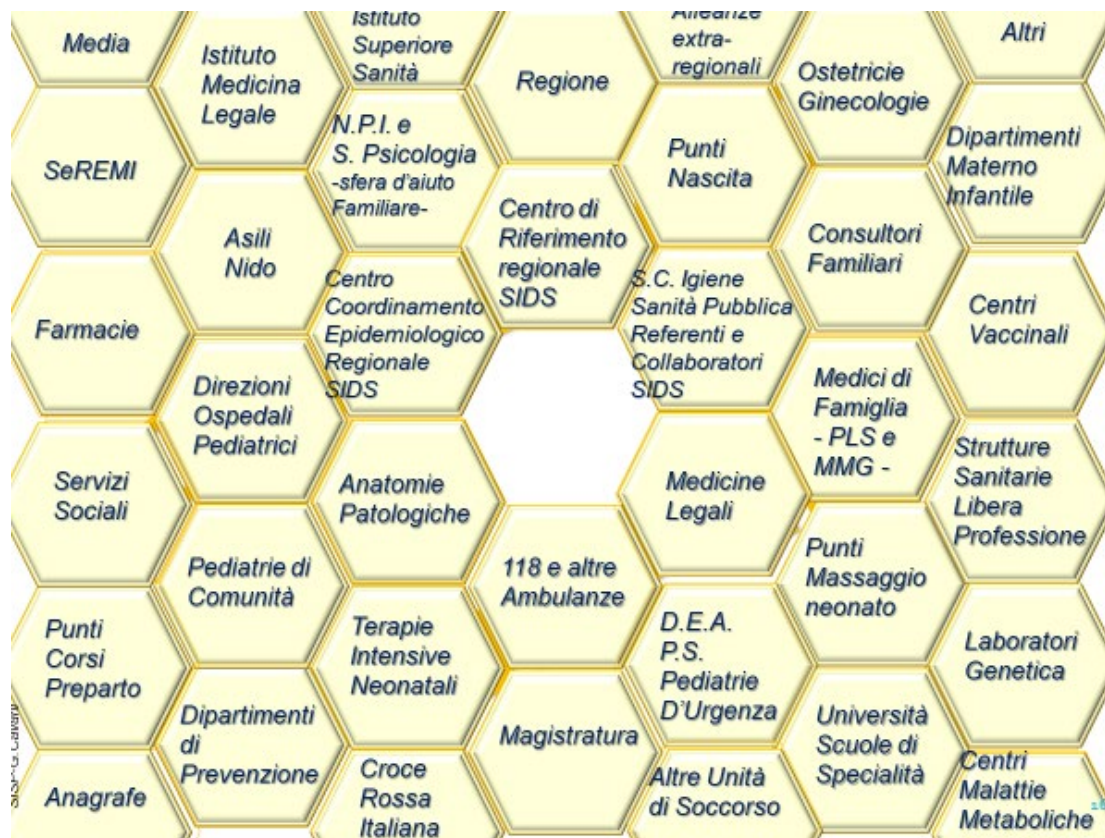 Media
Istituto
Medicina
Legale
Istituto
Superiore
Sanità
Regione
Alleanze
extra-
regionali
Ostetricie
Ginecologie
Altri
SeREMI
N.P.I. e
S. Psicologia
-sfera d'aiuto
Familiare-
Punti
Nascita
Dipartimenti
Materno
Infantile
Asili
Nido
Centro di
Riferimento
regionale
SIDS
Consultori
Familiari
Farmacie
Centro
Coordinamento
Epidemiologico
Regionale
SIDS
S.C. Igiene
Sanità Pubblica
Referenti e
Collaboratori
SIDS
Centri
Vaccinali
Direzioni
Ospedali
Pediatrici
Medici di
Famiglia
- PLS e
MMG -
Servizi
Sociali
Anatomie
Patologiche
Medicine
Legali
Strutture
Sanitarie
Libera
Professione
Pediatrie di
Comunità
118 e altre
Ambulanze
Punti
Massaggio
neonato
Punti
Corsi
Preparto
Terapie
Intensive
Neonatali
D.E.A.
P.S.
Pediatrie
D'Urgenza
Laboratori
Genetica
Dipartimenti
di
Prevenzione
Magistratura
Università
Scuole di
Specialità
Anagrafe
Croce
Rossa
Italiana
Altre Unità
di Soccorso
Centri
Malattie
Metaboliche
SISP-G.Cavani
16